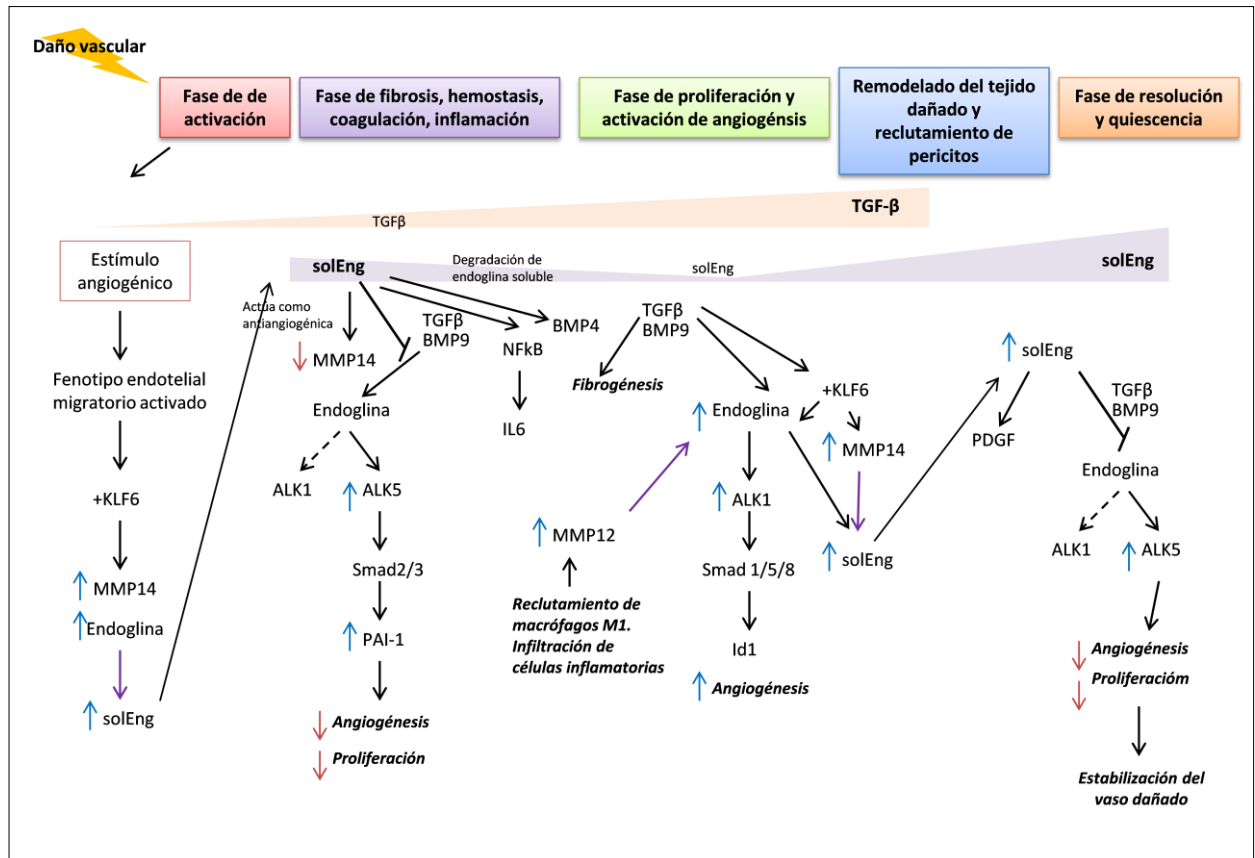 Daño vascular
Fase de de
activación
Fase de fibrosis, hemostasis,
coagulación, inflamación
Fase de proliferación y
activación de angiogénsis
Remodelado del tejido
dañado y
reclutamiento de
pericitos
Fase de resolución
y quiescencia
TGFβ
TGF-β
Estímulo
angiogénico
Fenotipo endotelial
migratorio activado
+KLF6
MMP14
Endoglina
solEng
solEng
Degradación de
endoglina soluble
solEng
solEng
Actúa como
antiangiogénica
MMP14
TGFβ
BMP9
NFkB
BMP4
IL6
Endoglina
ALK1
ALK5
Smad2/3
PAI-1
Angiogénesis
Proliferación
TGFβ
BMP9
Fibrogénesis
Endoglina
+KLF6
MMP14
ALK1
MMP12
solEng
Smad 1/5/8
Reclutamiento de
macrófagos M1.
Infiltración de
células inflamatorias
Id1
Angiogénesis
solEng
PDGF
TGFβ
BMP9
Endoglina
ALK1
ALK5
Angiogénesis
Proliferacióm
Estabilización del
vaso dañado